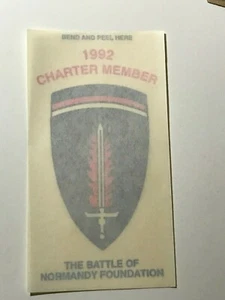 BEND AND PEEL HERE
1992
CHARTER MEMBER
THE BATTLE OF
NORMANDY FOUNDATION